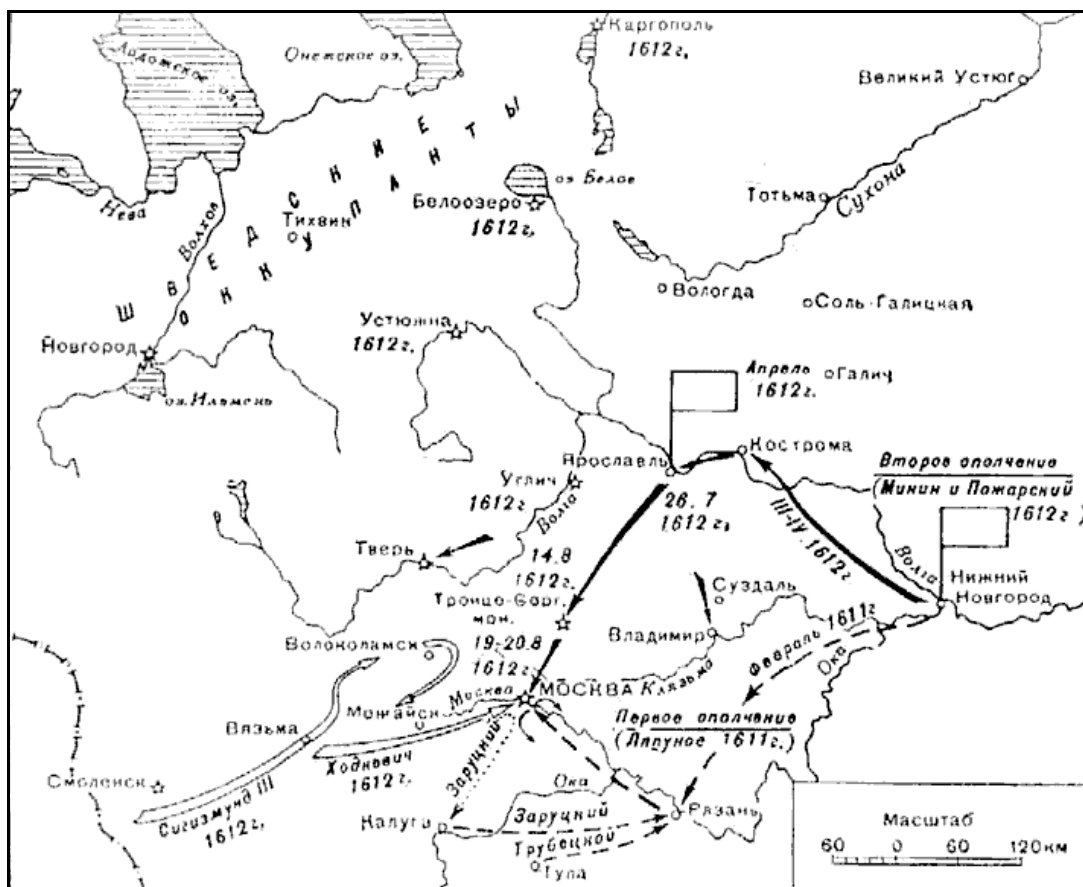 Каргополь
1612 г.
Ладожское оз.
Онежское оз.
Великий Устюг
ШВЕДСКИЕ
ОККУПАНТЫ
оз. Белое
Белоозеро
1612 г.
Нева
Волхов
Тихвин
Тотьма
Сухона
Вологда
Соль-Галицкая
Устюжна
1612 г.
Новгород
оз. Ильмень
Апрель
1612 г.
Галич
Кострома
Ярославль
26.7
1612 г.
Второе ополчение
(Минин и Пожарский
1612 г.)
III-IV.1612 г
Углич
1612 г
Волга
Волга
Нижний
Новгород
Тверь
14.8
1612 г.
Троице-Серг.
мон.
19-20.8
1612 г.
Суздаль
Владимир
Февраль 1611 г
Ока
Волоколамск
Москва
МОСКВА
Клязьма
Можайск
Вязьма
Ходкевич
1612 г.
Заруцкий
Первое ополчение
(Ляпунов 1611 г.)
Смоленск
Сигизмунд III
1612 г.
Ока
Калуга
Заруцкий
Трубецкой
Рязань
Тула
Масштаб
60 0 60 120 км